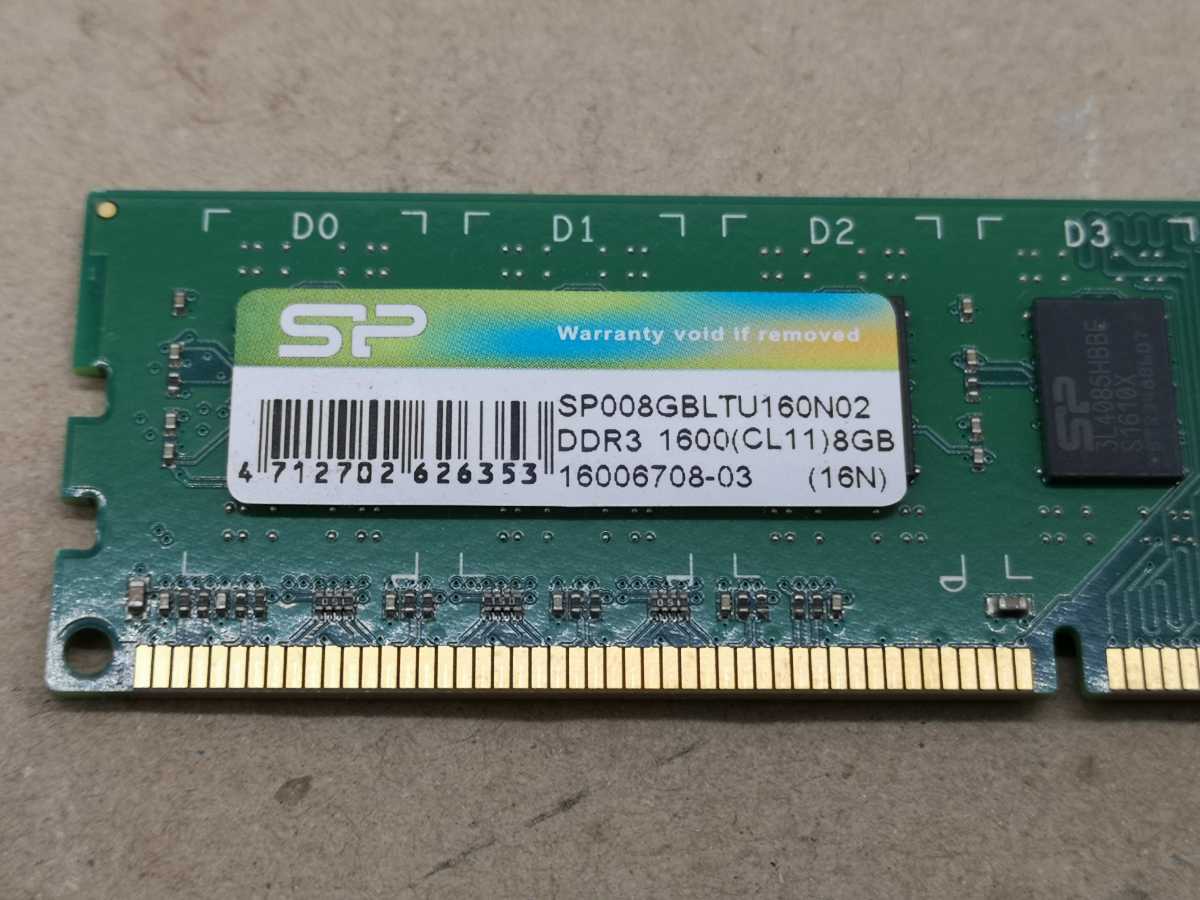 D0 D1 D2 D3
SP Warranty void if removed
SP008GBLTU160N02
DDR3 1600(CL11)8GB
4 712702 626353
16006708-03 (16N)
SP